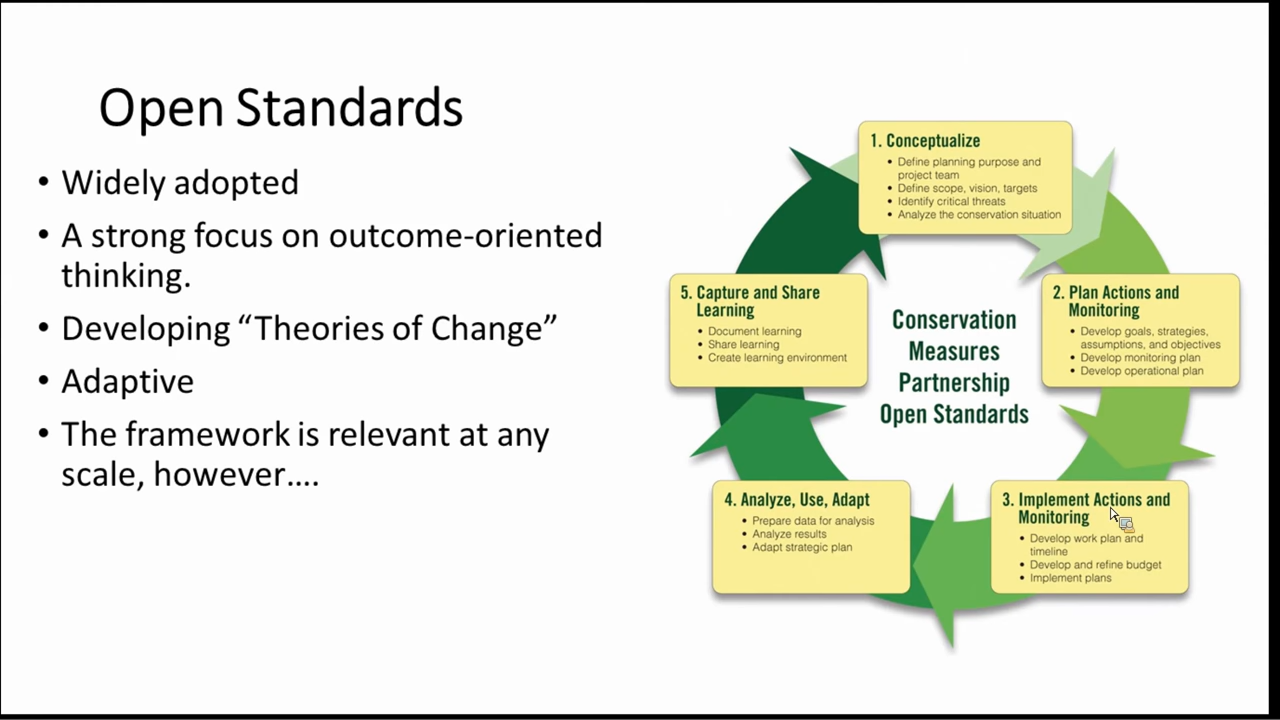 Open Standards
• Widely adopted
• A strong focus on outcome-oriented
thinking.
• Developing “Theories of Change”
• Adaptive
• The framework is relevant at any
scale, however....
1. Conceptualize
• Define planning purpose and
project team
• Define scope, vision, targets
• Identify critical threats
• Analyze the conservation situation
2. Plan Actions and
Monitoring
• Develop goals, strategies,
assumptions, and objectives
• Develop monitoring plan
• Develop operational plan
3. Implement Actions and
Monitoring
• Develop work plan and
timeline
• Develop and refine budget
• Implement plans
4. Analyze, Use, Adapt
• Prepare data for analysis
• Analyze results
• Adapt strategic plan
5. Capture and Share
Learning
• Document learning
• Share learning
• Create learning environment
Conservation
Measures
Partnership
Open Standards